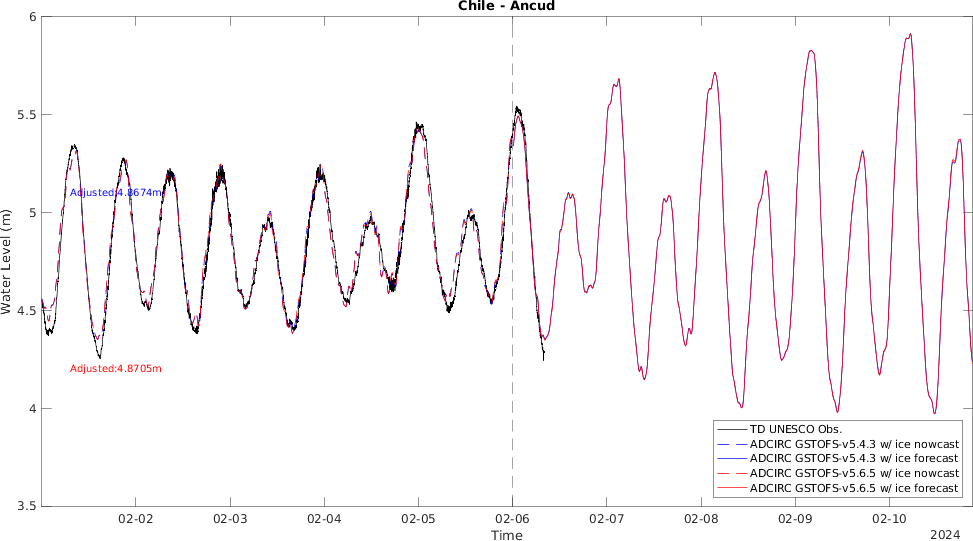 Chile - Ancud
6
5.5
5
4.5
4
3.5
Water Level (m)
Adjusted:4.8674m
Adjusted:4.8705m
TD UNESCO Obs.
ADCIRC GSTOFS-v5.4.3 w/ ice nowcast
ADCIRC GSTOFS-v5.4.3 w/ ice forecast
ADCIRC GSTOFS-v5.6.5 w/ ice nowcast
ADCIRC GSTOFS-v5.6.5 w/ ice forecast
02-02 02-03 02-04 02-05 02-06 02-07 02-08 02-09 02-10
Time
2024